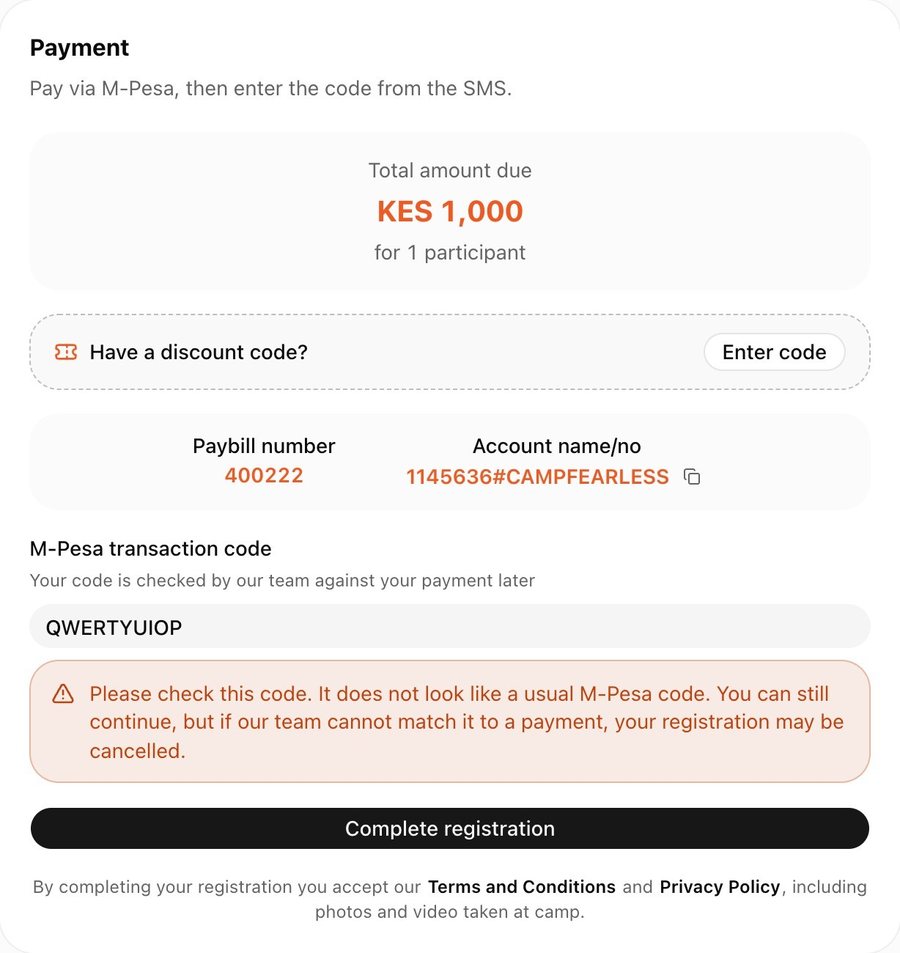 Payment
Pay via M-Pesa, then enter the code from the SMS.
Total amount due
KES 1,000
for 1 participant
Have a discount code?
Enter code
Paybill number
400222
Account name/no
1145636#CAMPFEARLESS
M-Pesa transaction code
Your code is checked by our team against your payment later
QWERTYUIOP
Please check this code. It does not look like a usual M-Pesa code. You can still
continue, but if our team cannot match it to a payment, your registration may be
cancelled.
Complete registration
By completing your registration you accept our Terms and Conditions and Privacy Policy, including
photos and video taken at camp.